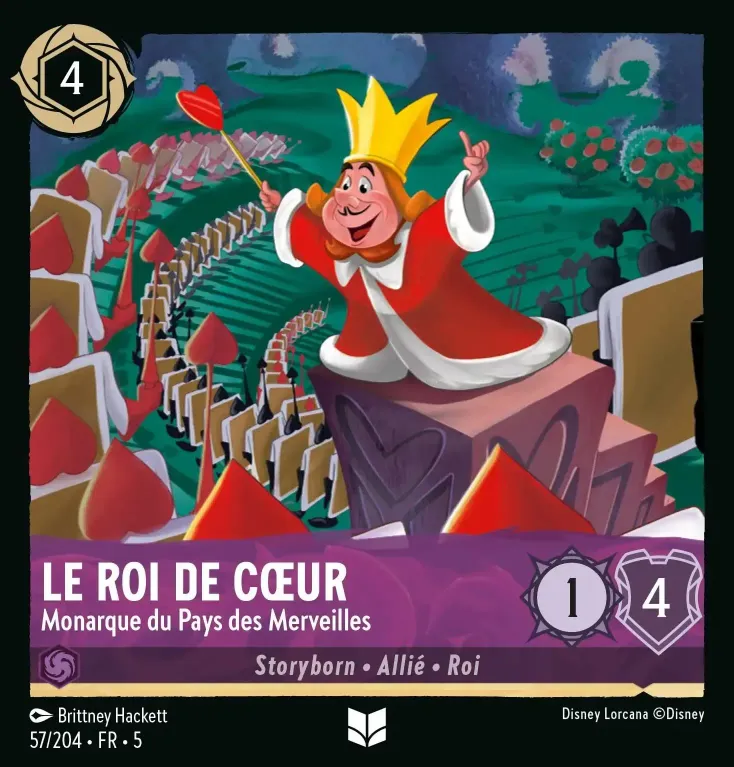 4
LE ROI DE CŒUR
Monarque du Pays des Merveilles
1
4
Storyborn • Allié • Roi
Brittney Hackett
57/204 • FR • 5
Disney Lorcana ©Disney